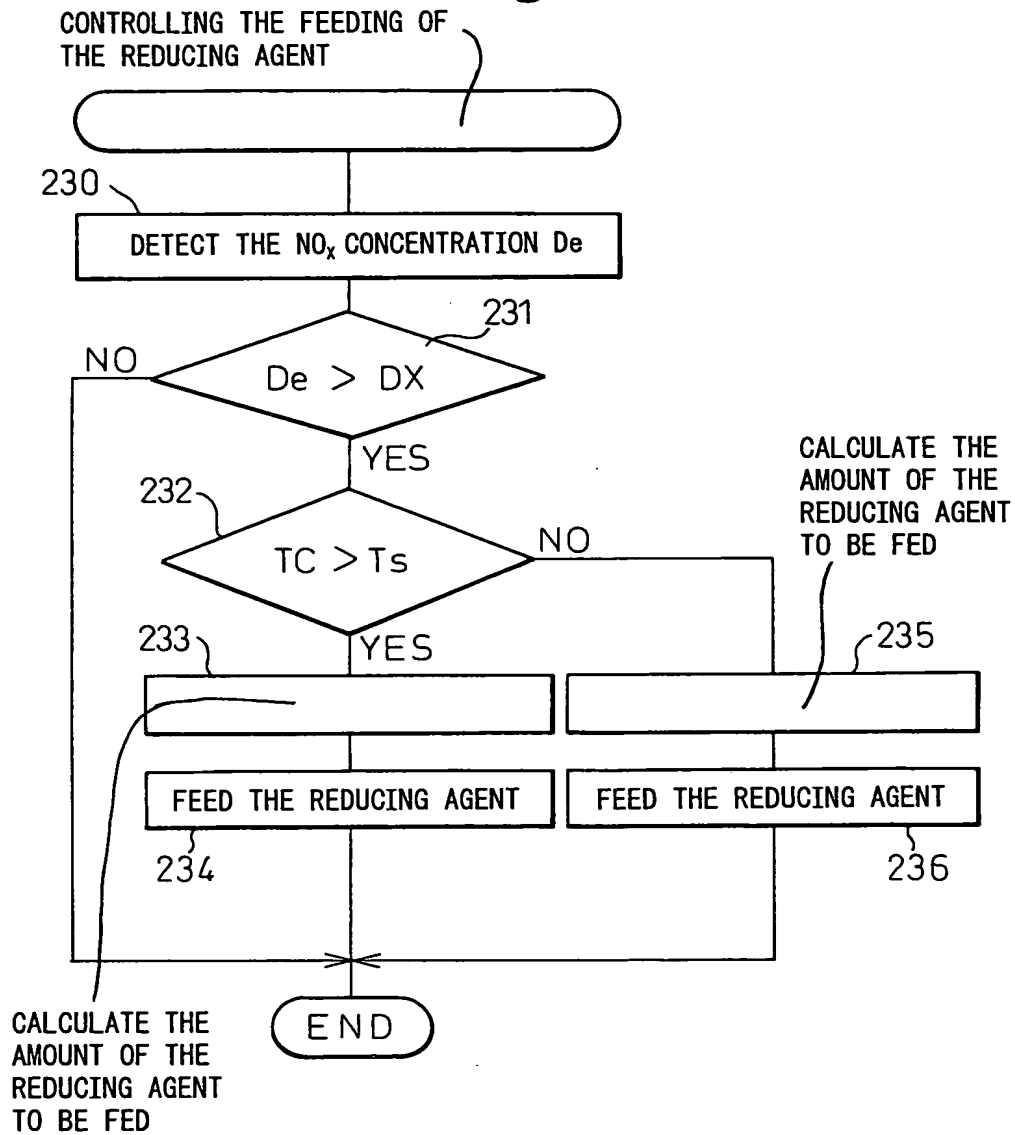 CONTROLLING THE FEEDING OF
THE REDUCING AGENT
230
DETECT THE NOx CONCENTRATION De
231
NO
De > DX
YES
232
TC > Ts
NO
CALCULATE THE
AMOUNT OF THE
REDUCING AGENT
TO BE FED
233
YES
235
FEED THE REDUCING AGENT
FEED THE REDUCING AGENT
234
236
END
CALCULATE THE
AMOUNT OF THE
REDUCING AGENT
TO BE FED